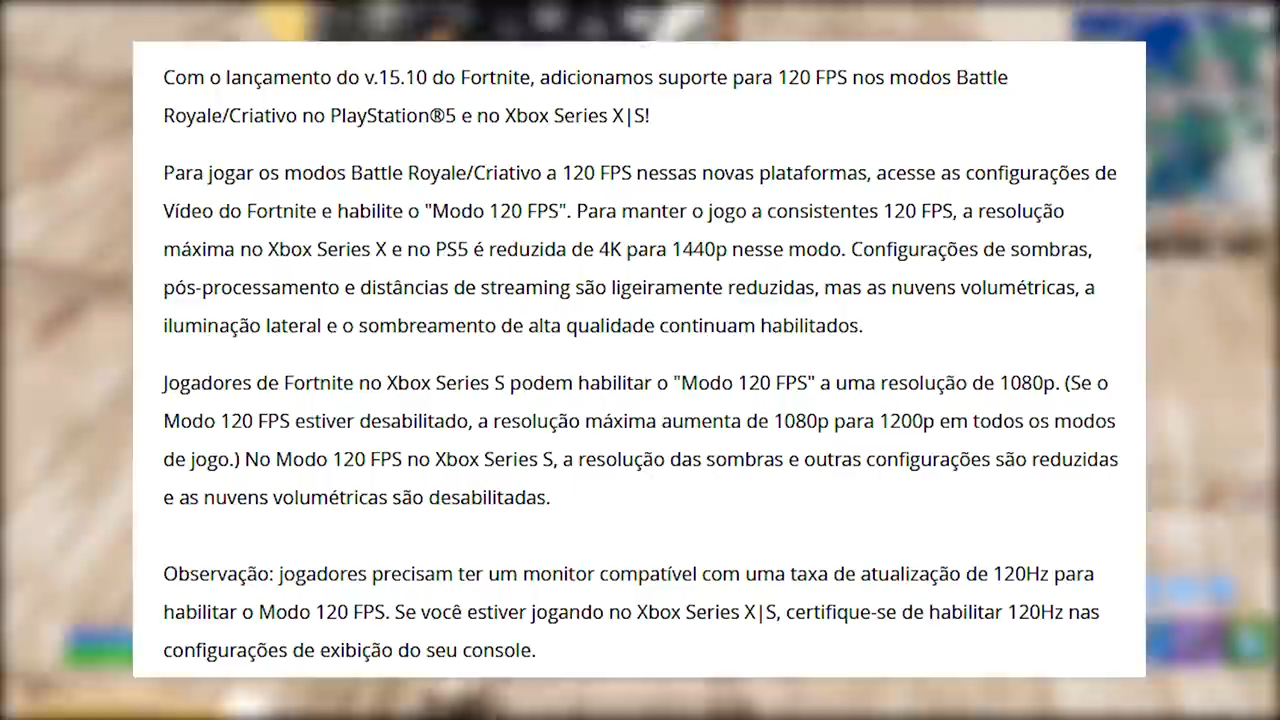 Com o lançamento do v.15.10 do Fortnite, adicionamos suporte para 120 FPS nos modos Battle
Royale/Criativo no PlayStation®5 e no Xbox Series X|S!
Para jogar os modos Battle Royale/Criativo a 120 FPS nessas novas plataformas, acesse as configurações de
Vídeo do Fortnite e habilite o "Modo 120 FPS". Para manter o jogo a consistentes 120 FPS, a resolução
máxima no Xbox Series X e no PS5 é reduzida de 4K para 1440p nesse modo. Configurações de sombras,
pós-processamento e distâncias de streaming são ligeiramente reduzidas, mas as nuvens volumétricas, a
iluminação lateral e o sombreamento de alta qualidade continuam habilitados.
Jogadores de Fortnite no Xbox Series S podem habilitar o "Modo 120 FPS" a uma resolução de 1080p. (Se o
Modo 120 FPS estiver desabilitado, a resolução máxima aumenta de 1080p para 1200p em todos os modos
de jogo.) No Modo 120 FPS no Xbox Series S, a resolução das sombras e outras configurações são reduzidas
e as nuvens volumétricas são desabilitadas.
Observação: jogadores precisam ter um monitor compatível com uma taxa de atualização de 120Hz para
habilitar o Modo 120 FPS. Se você estiver jogando no Xbox Series X|S, certifique-se de habilitar 120Hz nas
configurações de exibição do seu console.